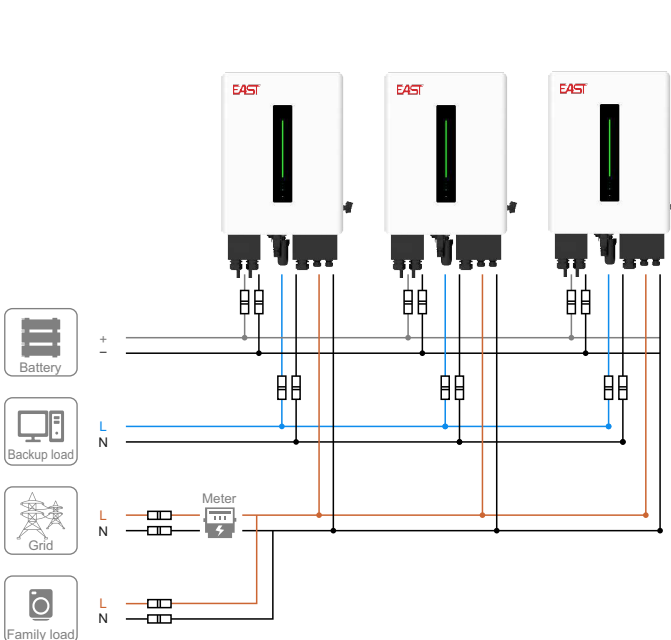 EAST
EAST
EAST
+
−
Battery
L
N
Backup load
Meter
L
N
Grid
L
N
Family load